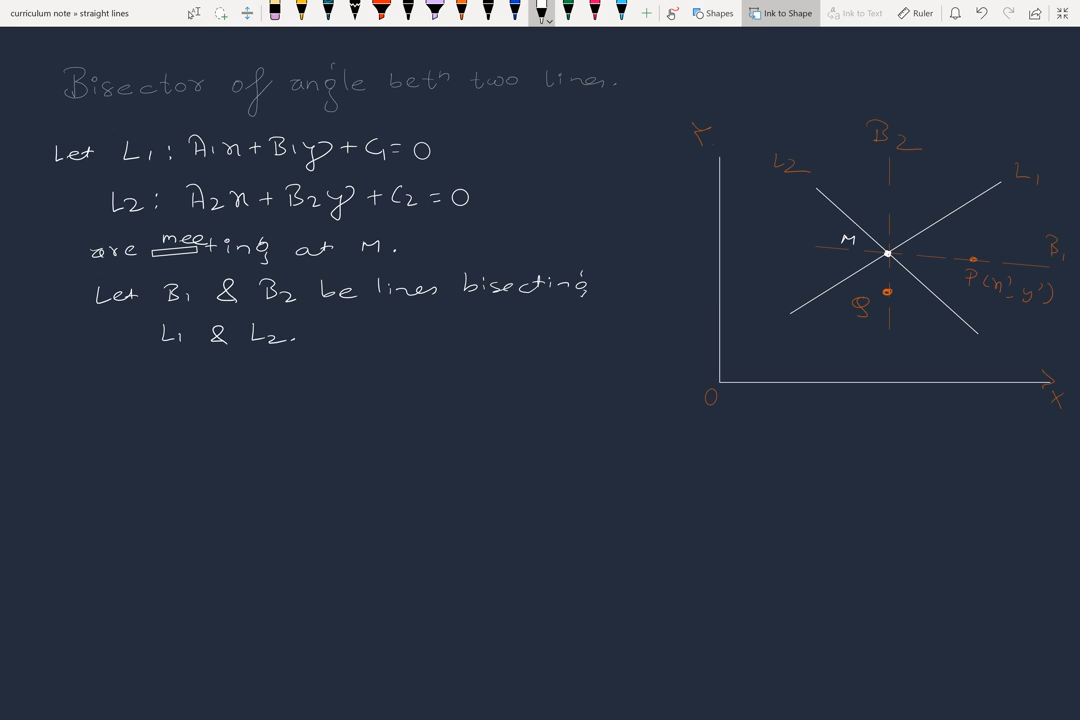 curriculum note » straight lines
Shapes
Ink to Shape
Ink to Text
Ruler
Bisector of angle betⁿ two lines.
Let L₁ : A₁x + B₁y + C₁ = 0
L₂ : A₂x + B₂y + C₂ = 0
are meeting at M.
Let B₁ & B₂ be lines bisecting
L₁ & L₂.
Y
B₂
L₂
L₁
M
B₁
P(x', y')
Q
O
X